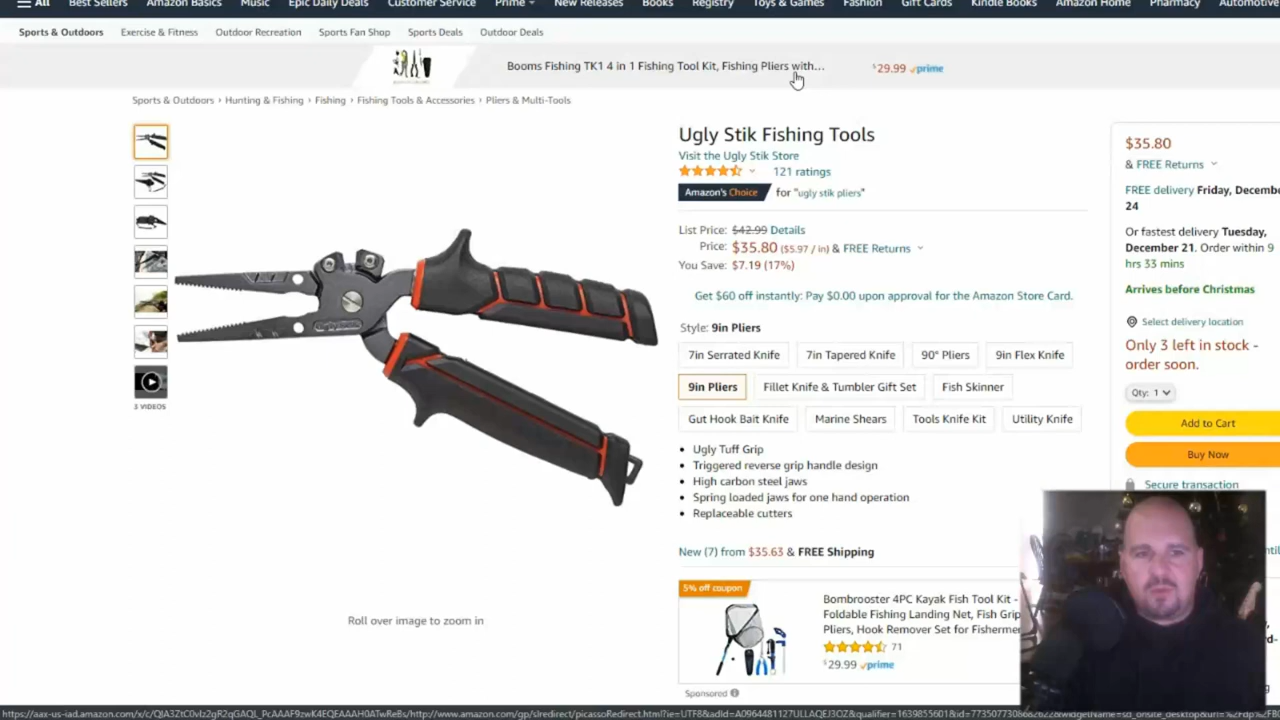 All
Best Sellers
Amazon Basics
Music
Epic Daily Deals
Customer Service
Prime
New Releases
Books
Registry
Toys & Games
Fashion
Gift Cards
Kindle Books
Amazon Home
Pharmacy
Automotive
Sports & Outdoors
Exercise & Fitness
Outdoor Recreation
Sports Fan Shop
Sports Deals
Outdoor Deals
Booms Fishing TK1 4 in 1 Fishing Tool Kit, Fishing Pliers with...
$29.99 prime
Sports & Outdoors › Hunting & Fishing › Fishing › Fishing Tools & Accessories › Pliers & Multi-Tools
3 VIDEOS
Roll over image to zoom in
Ugly Stik Fishing Tools
Visit the Ugly Stik Store
121 ratings
Amazon's Choice for "ugly stik pliers"
List Price: $42.99 Details
Price: $35.80 ($5.97 / in) & FREE Returns
You Save: $7.19 (17%)
Get $60 off instantly: Pay $0.00 upon approval for the Amazon Store Card.
Style: 9in Pliers
7in Serrated Knife
7in Tapered Knife
90° Pliers
9in Flex Knife
9in Pliers
Fillet Knife & Tumbler Gift Set
Fish Skinner
Gut Hook Bait Knife
Marine Shears
Tools Knife Kit
Utility Knife
• Ugly Tuff Grip
• Triggered reverse grip handle design
• High carbon steel jaws
• Spring loaded jaws for one hand operation
• Replaceable cutters
New (7) from $35.63 & FREE Shipping
5% off coupon
Bombrooster 4PC Kayak Fish Tool Kit -
Foldable Fishing Landing Net, Fish Grip
Pliers, Hook Remover Set for Fishermen
71
$29.99 prime
Sponsored
$35.80
& FREE Returns
FREE delivery Friday, December
24
Or fastest delivery Tuesday,
December 21. Order within 9
hrs 33 mins
Arrives before Christmas
Select delivery location
Only 3 left in stock -
order soon.
Qty: 1
Add to Cart
Buy Now
Secure transaction